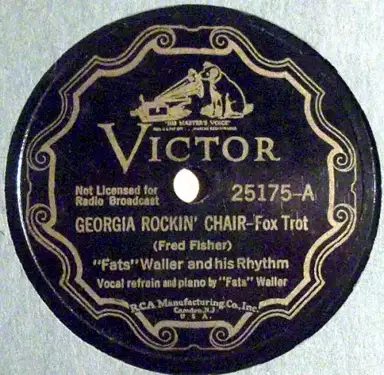 "HIS MASTER'S VOICE"
VICTOR
Not Licensed for
Radio Broadcast
25175-A
GEORGIA ROCKIN' CHAIR-Fox Trot
(Fred Fisher)
"Fats" Waller and his Rhythm
Vocal refrain and piano by "Fats" Waller
RCA Manufacturing Co., Inc.
Camden, N.J.
U.S.A.